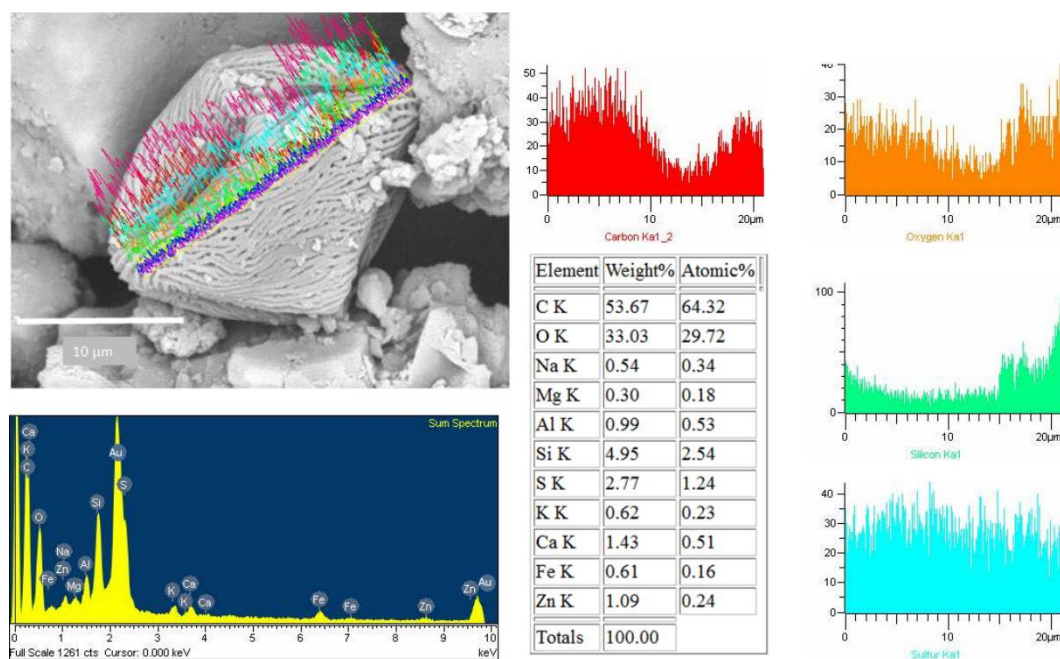 10 µm
50
40
30
20
10
0
0
10
20µm
Carbon Ka1_2
40
30
20
10
0
0
10
20µm
Oxygen Ka1
Element Weight% Atomic%
C K 53.67 64.32
O K 33.03 29.72
Na K 0.54 0.34
Mg K 0.30 0.18
Al K 0.99 0.53
Si K 4.95 2.54
S K 2.77 1.24
K K 0.62 0.23
Ca K 1.43 0.51
Fe K 0.61 0.16
Zn K 1.09 0.24
Totals 100.00
100
0
0
10
20µm
Silicon Ka1
Sum Spectrum
Ca
K
C
O
Fe
Na
Zn
Mg
Al
Si
Au
S
K
K
Ca
Ca
Fe
Fe
Zn
Zn
Au
0 1 2 3 4 5 6 7 8 9 10
Full Scale 1261 cts Cursor: 0.000 keV keV
40
30
20
10
0
0
10
20µm
Sulfur Ka1